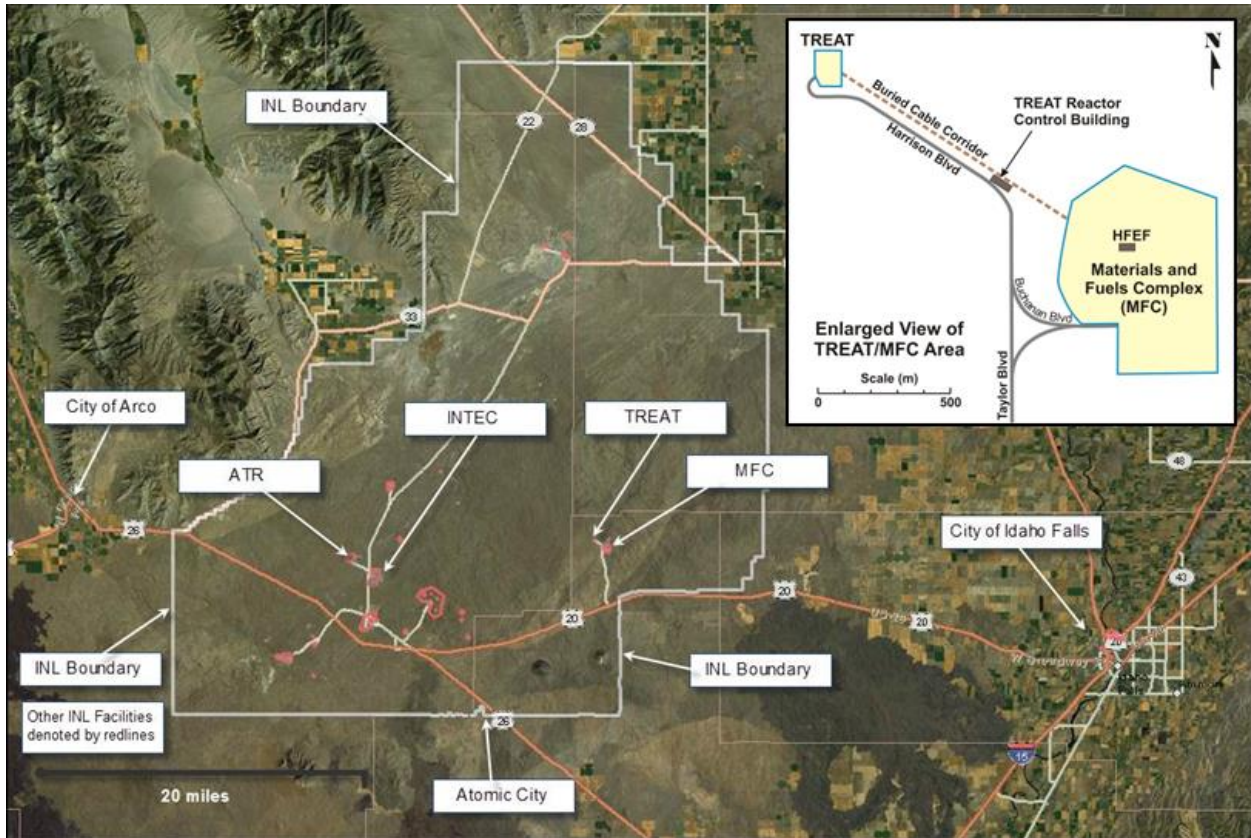 INL Boundary
22
28
33
City of Arco
INTEC
TREAT
ATR
MFC
26
City of Idaho Falls
48
43
20
20
20
20
INL Boundary
INL Boundary
Other INL Facilities
denoted by redlines
26
15
20 miles
Atomic City
TREAT
N
Buried Cable Corridor
TREAT Reactor
Control Building
Harrison Blvd
HFEF
Materials and
Fuels Complex
(MFC)
Buchanan Blvd
Enlarged View of
TREAT/MFC Area
Taylor Blvd
Scale (m)
0
500